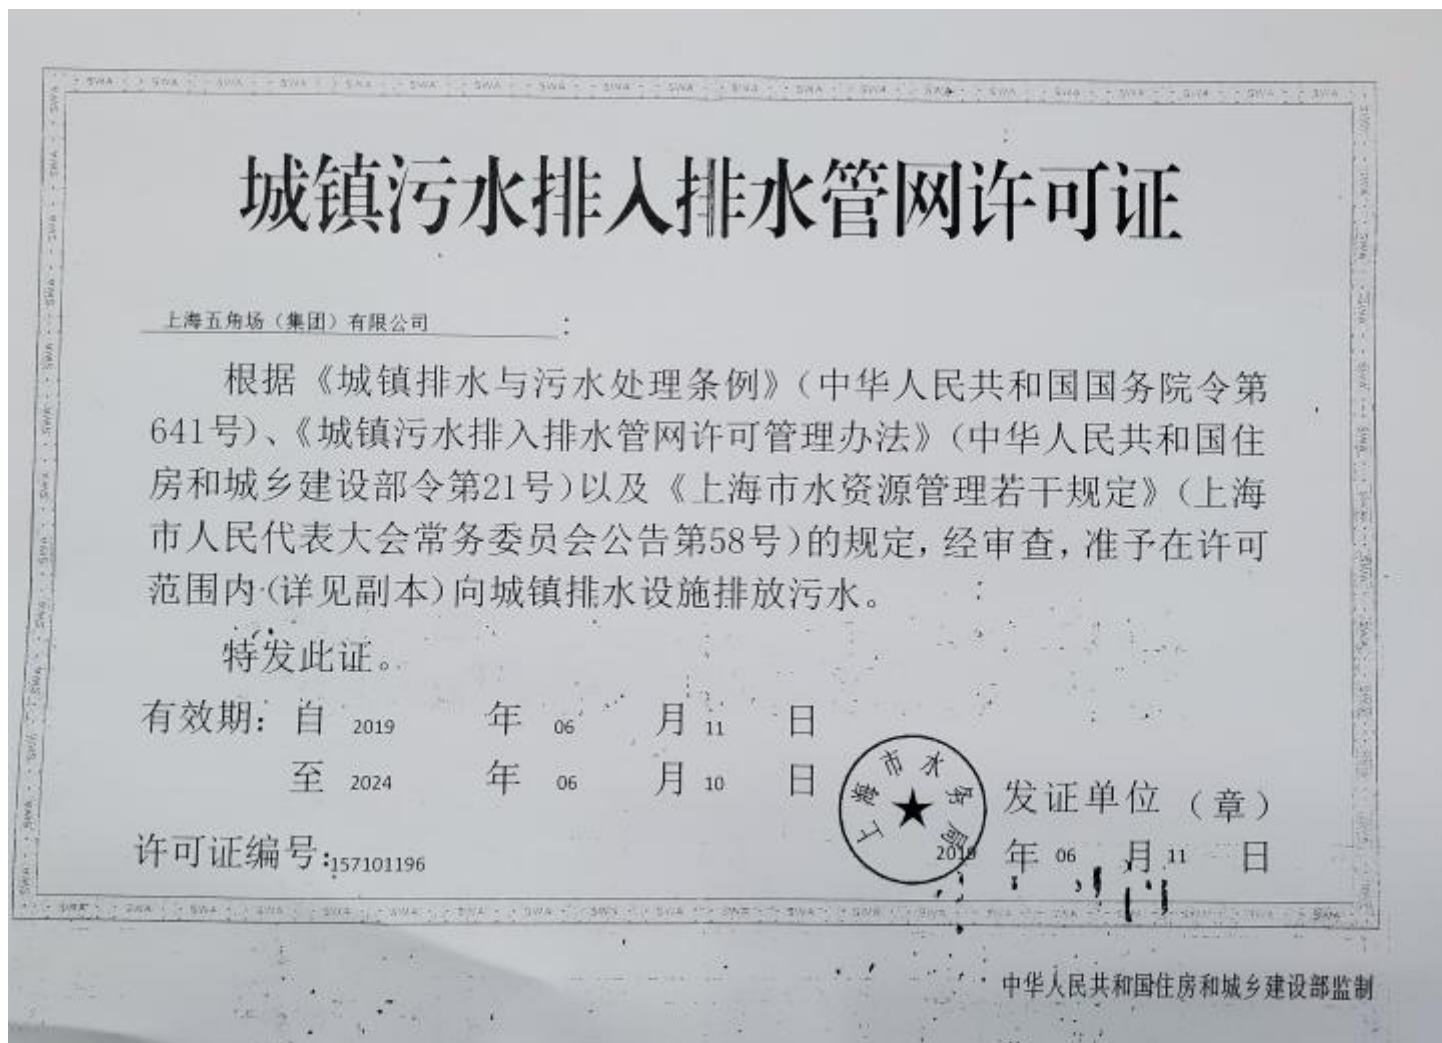 城镇污水排入排水管网许可证
上海五角场（集团）有限公司：
根据《城镇排水与污水处理条例》（中华人民共和国国务院令第
641号）、《城镇污水排入排水管网许可管理办法》（中华人民共和国住
房和城乡建设部令第21号）以及《上海市水资源管理若干规定》（上海
市人民代表大会常务委员会公告第58号）的规定，经审查，准予在许可
范围内（详见副本）向城镇排水设施排放污水。
特发此证。
有效期：自 2019 年 06 月 11 日
至 2024 年 06 月 10 日
上海市水务局
发证单位（章）
许可证编号：157101196
2019 年 06 月 11 日
中华人民共和国住房和城乡建设部监制